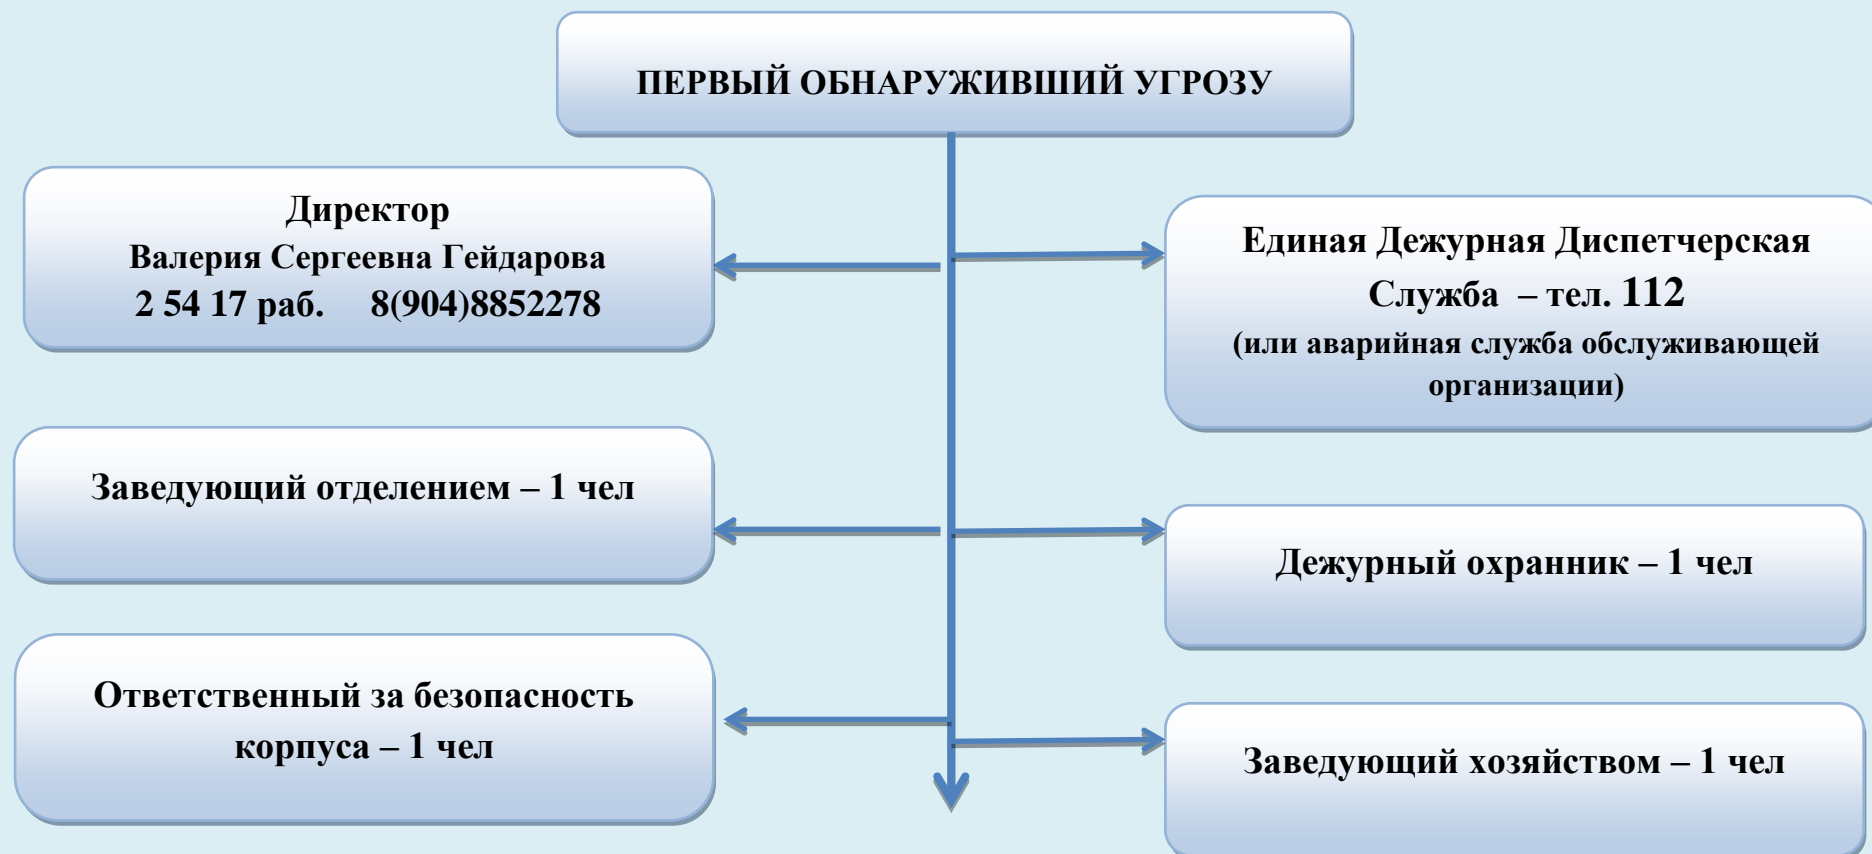 ПЕРВЫЙ ОБНАРУЖИВШИЙ УГРОЗУ
Директор
Валерия Сергеевна Гейдарова
2 54 17 раб. 8(904)8852278
Единая Дежурная Диспетчерская
Служба – тел. 112
(или аварийная служба обслуживающей
организации)
Заведующий отделением – 1 чел
Дежурный охранник – 1 чел
Ответственный за безопасность
корпуса – 1 чел
Заведующий хозяйством – 1 чел